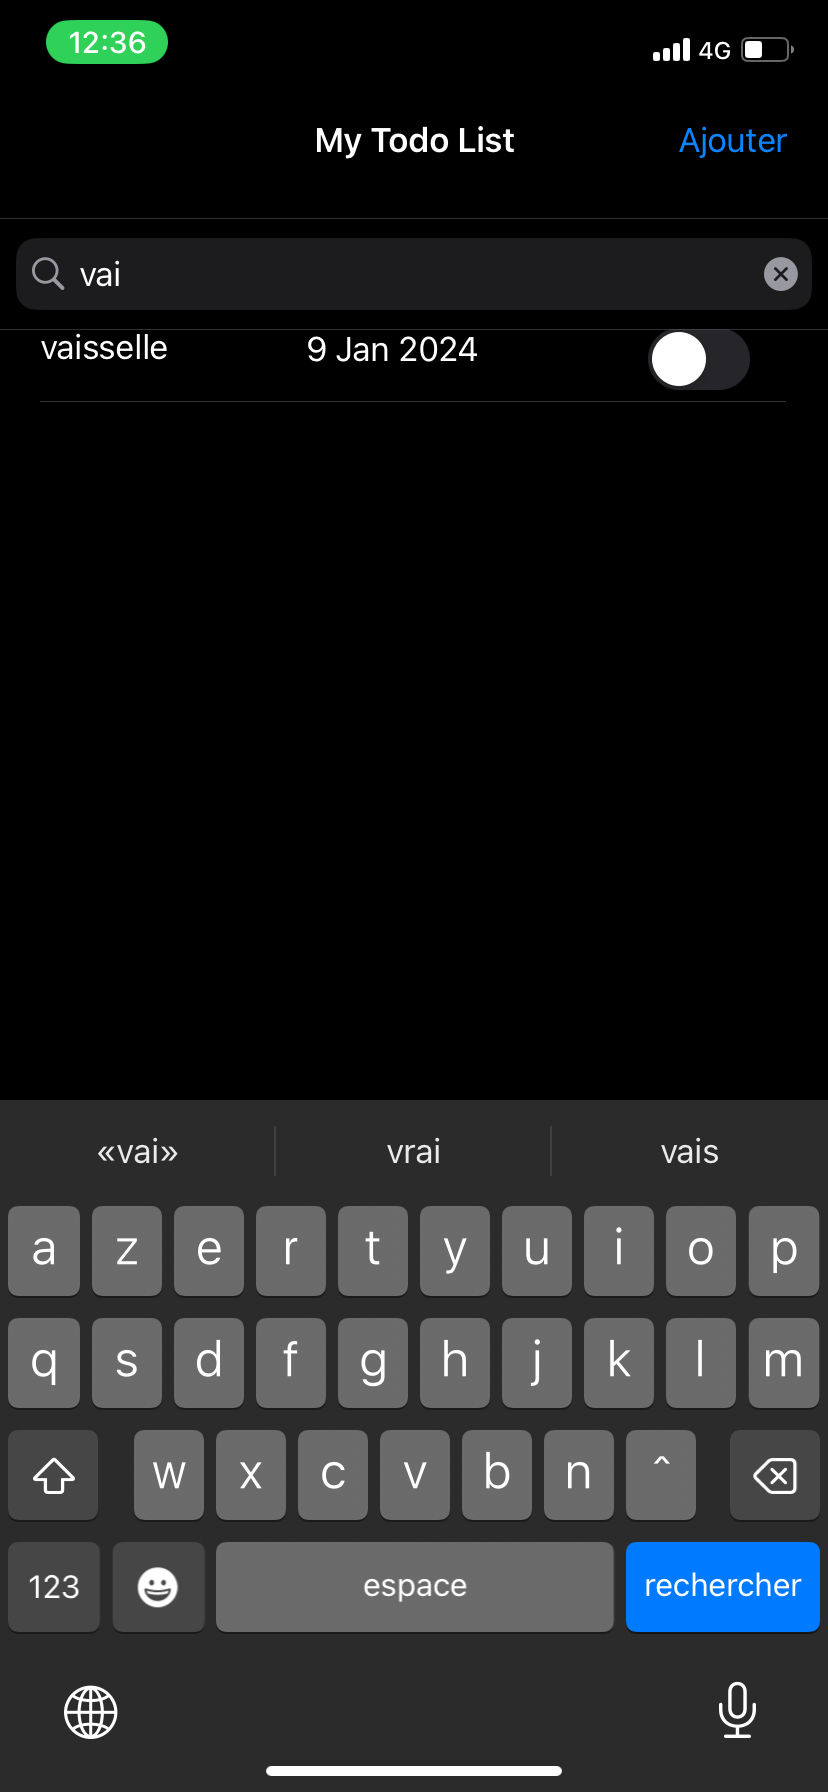 12:36 4G
My Todo List Ajouter
vai
vaisselle 9 Jan 2024
«vai» vrai vais
a z e r t y u i o p
q s d f g h j k l m
w x c v b n ^
123 espace rechercher